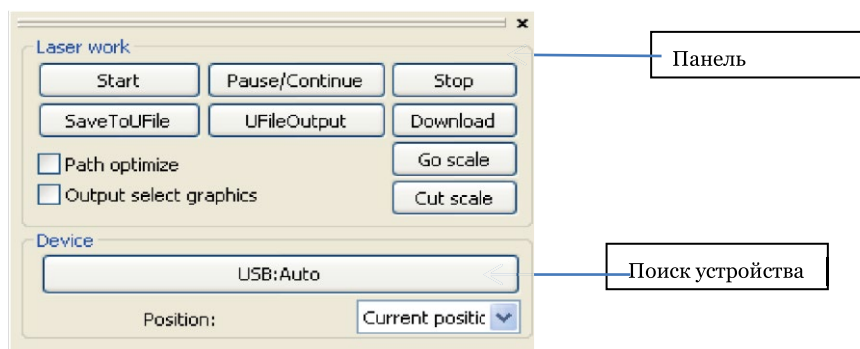 Laser work
Панель
Start Pause/Continue Stop
SaveToUFile UFileOutput Download
Path optimize Go scale
Output select graphics Cut scale
Device
USB:Auto Поиск устройства
Position: Current positic